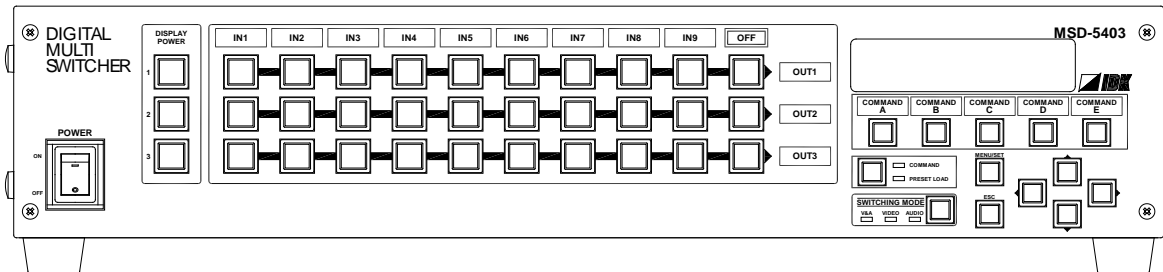 DIGITAL
MULTI
SWITCHER
DISPLAY
POWER
1
2
3
POWER
ON
OFF
IN1 IN2 IN3 IN4 IN5 IN6 IN7 IN8 IN9 OFF
OUT1
OUT2
OUT3
MSD-5403
IDK
COMMAND A COMMAND B COMMAND C COMMAND D COMMAND E
COMMAND
PRESET LOAD
MENU/SET
ESC
SWITCHING MODE
V&A VIDEO AUDIO